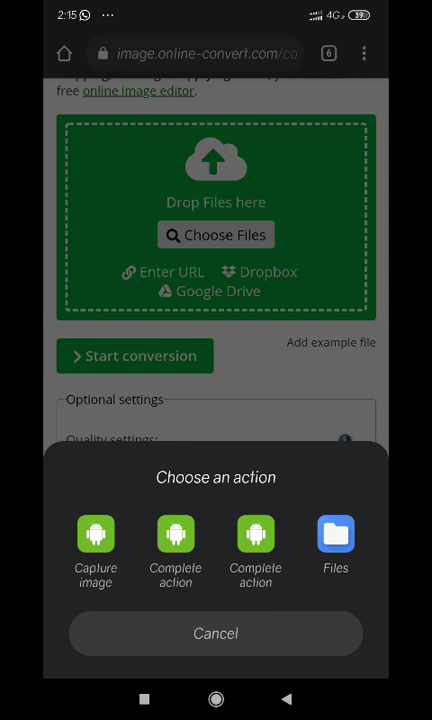 2:15
4G
39
image.online-convert.com/co
6
free online image editor.
Drop Files here
Choose Files
Enter URL Dropbox
Google Drive
Start conversion
Add example file
Optional settings
Quality settings:
Choose an action
Capture image
Complete action
Complete action
Files
Cancel